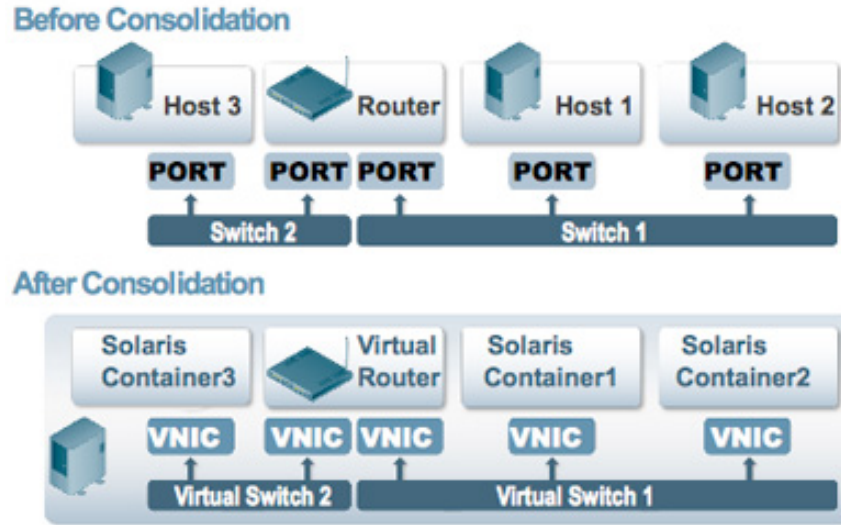 Before Consolidation
Host 3
Router
Host 1
Host 2
PORT
PORT
PORT
PORT
PORT
Switch 2
Switch 1
After Consolidation
Solaris
Container3
Virtual
Router
Solaris
Container1
Solaris
Container2
VNIC
VNIC
VNIC
VNIC
VNIC
Virtual Switch 2
Virtual Switch 1